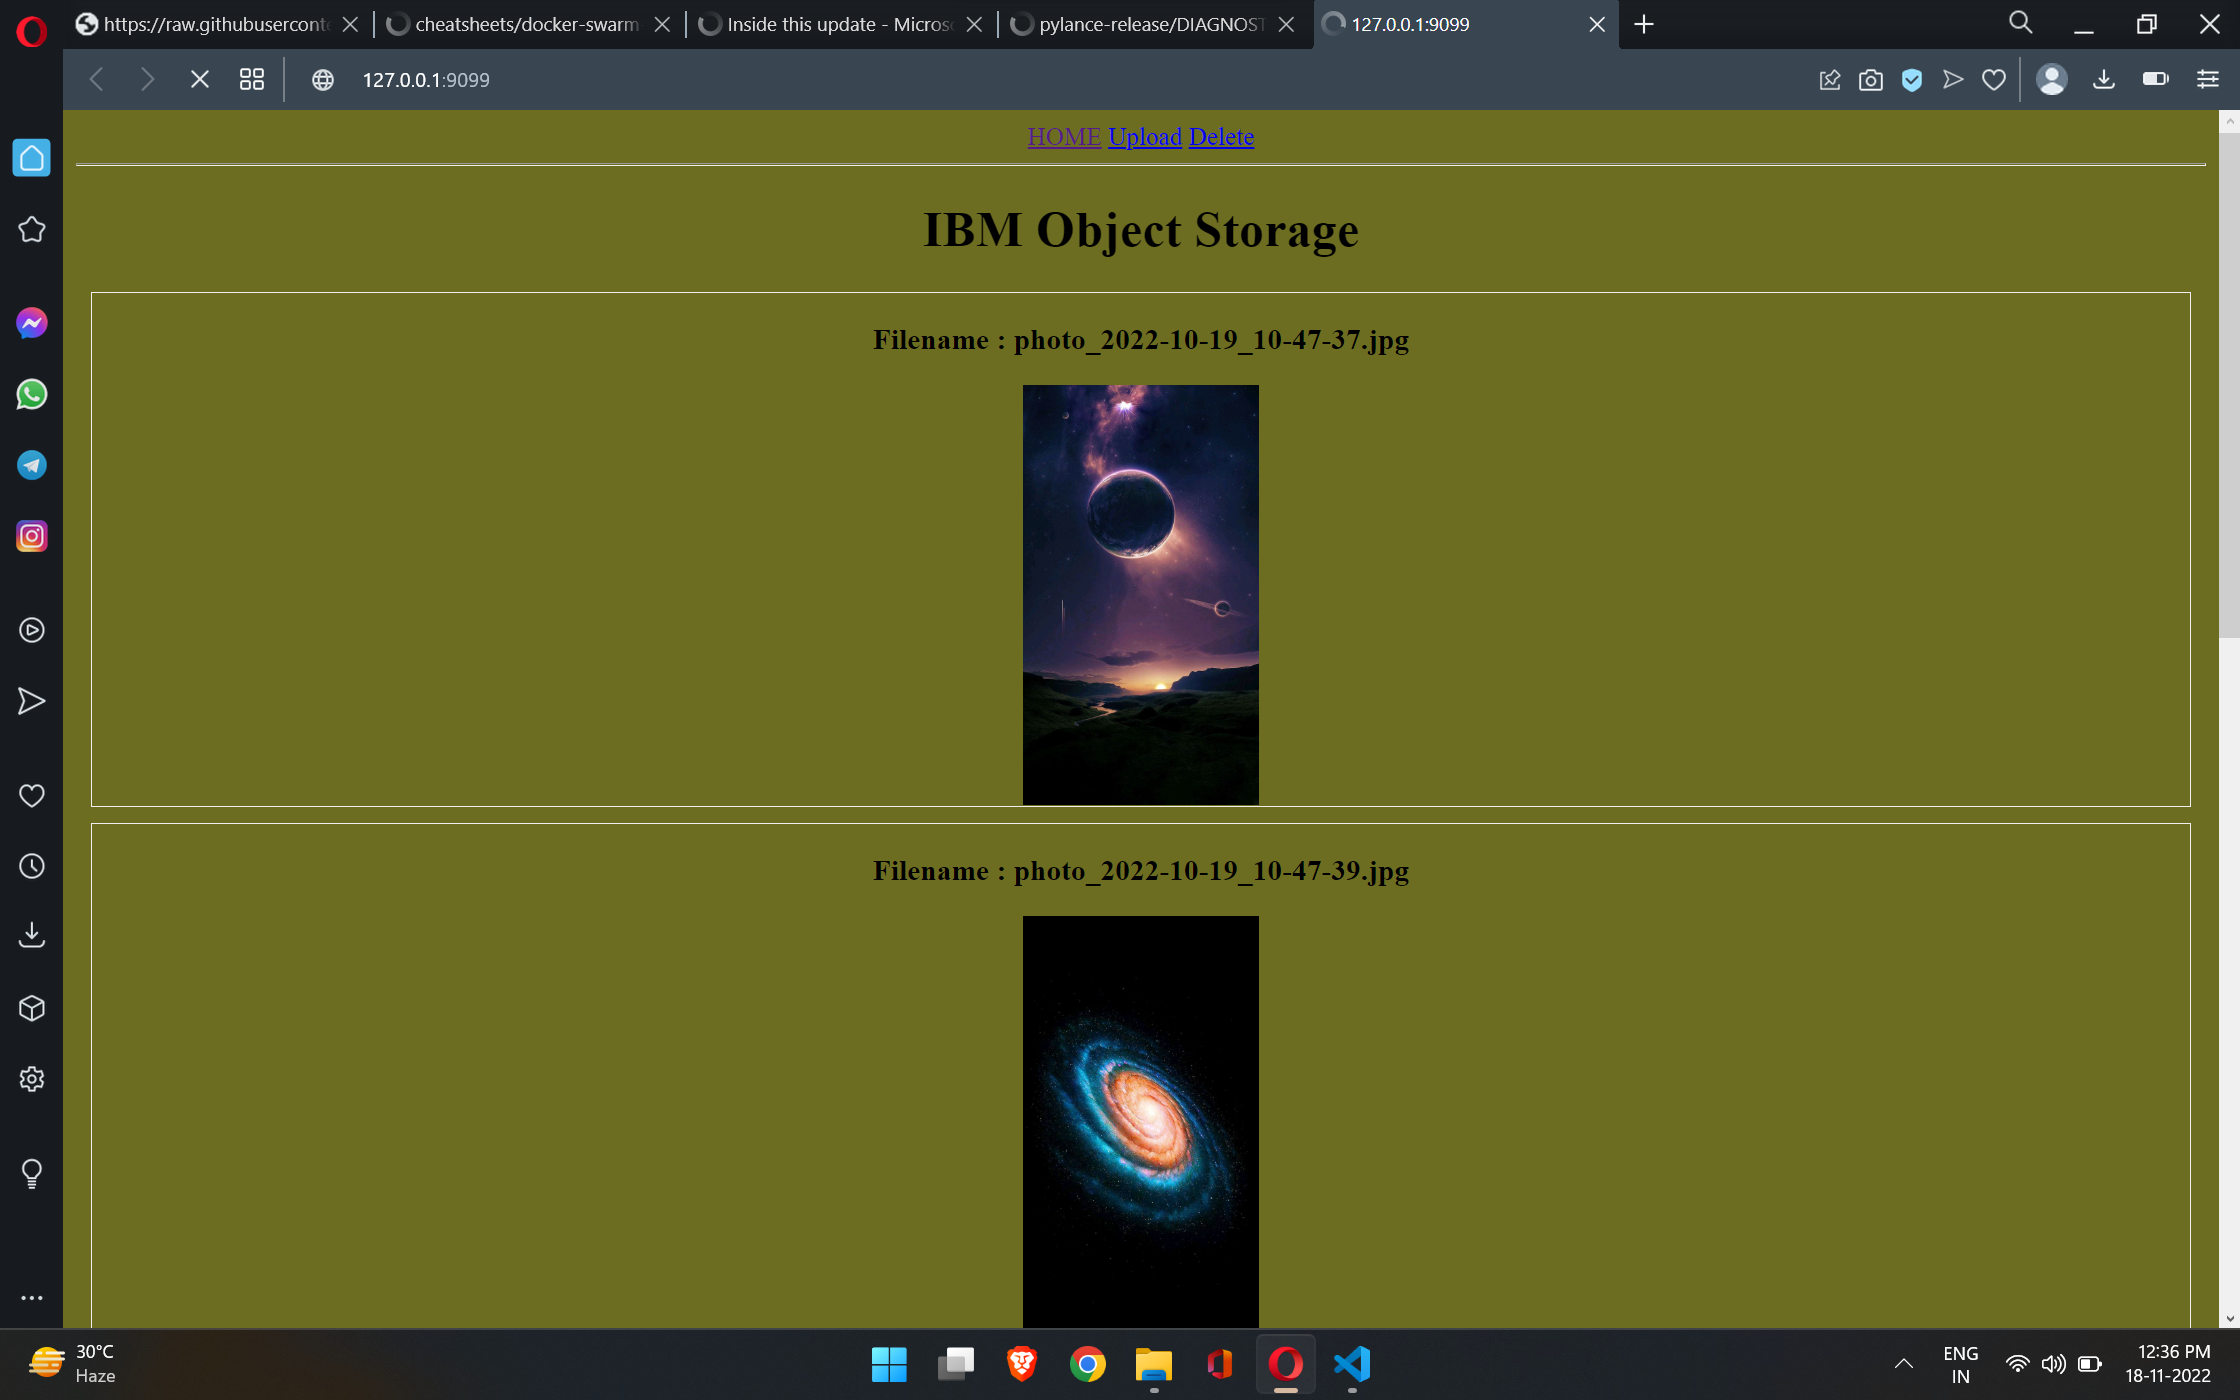 https://raw.githubuserconte
cheatsheets/docker-swarm
Inside this update - Micros
pylance-release/DIAGNOST
127.0.0.1:9099
127.0.0.1:9099
HOME Upload Delete
IBM Object Storage
Filename : photo_2022-10-19_10-47-37.jpg
Filename : photo_2022-10-19_10-47-39.jpg
30°C
Haze
ENG
IN
12:36 PM
18-11-2022